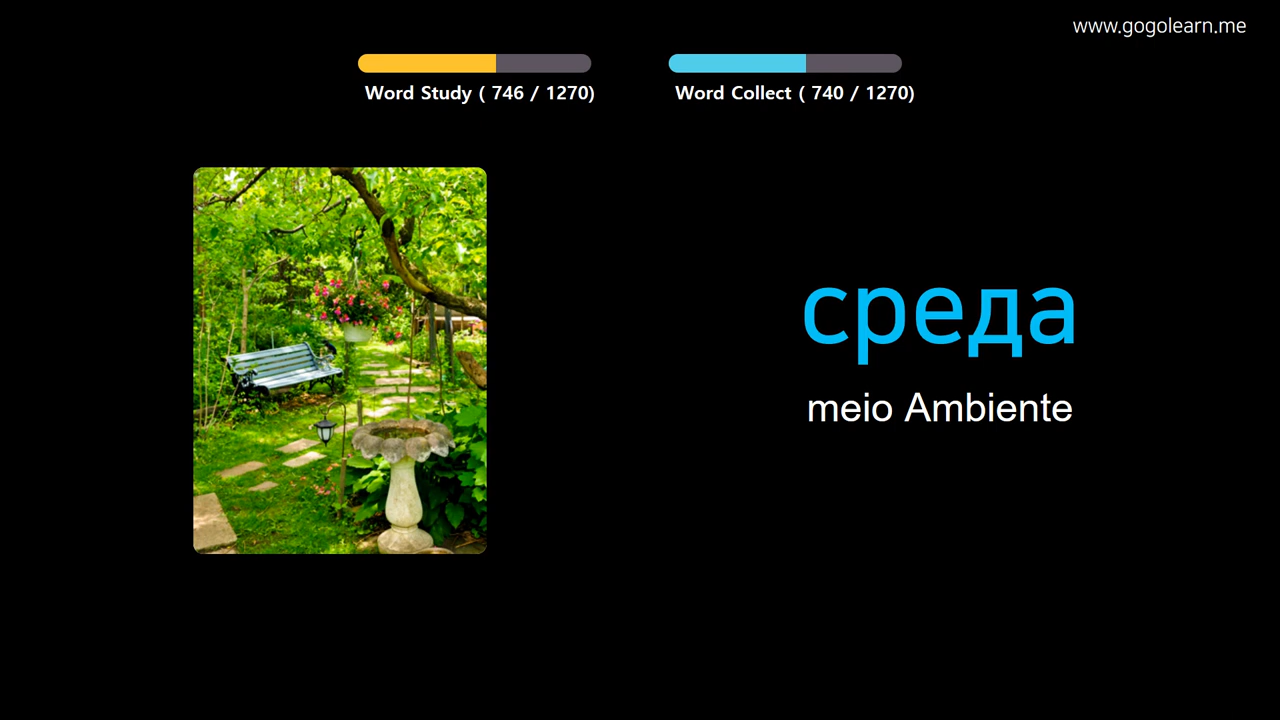 www.gogolearn.me
Word Study ( 746 / 1270)
Word Collect ( 740 / 1270)
среда
meio Ambiente